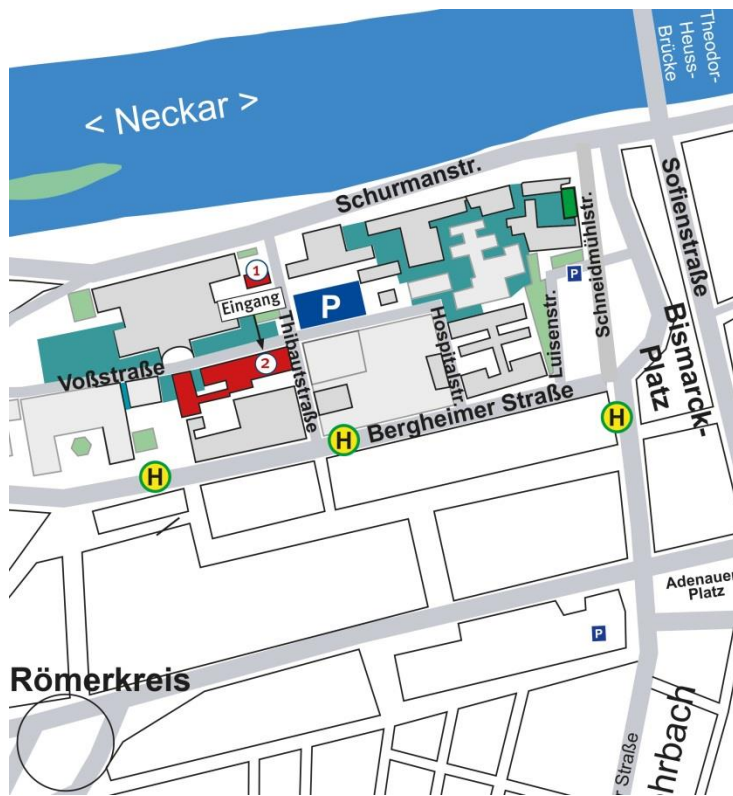 Theodor-
Heuss-
Brücke
< Neckar >
Schurmanstr.
Sofienstraße
Schneidmühlstr.
1
Eingang
P
P
Thibautstraße
Hospitalstr.
Luisenstr.
Bismarck-
Platz
Voßstraße
2
Bergheimer Straße
H
H
H
Adenauer
Platz
P
Römerkreis
r Straße
ohrbach